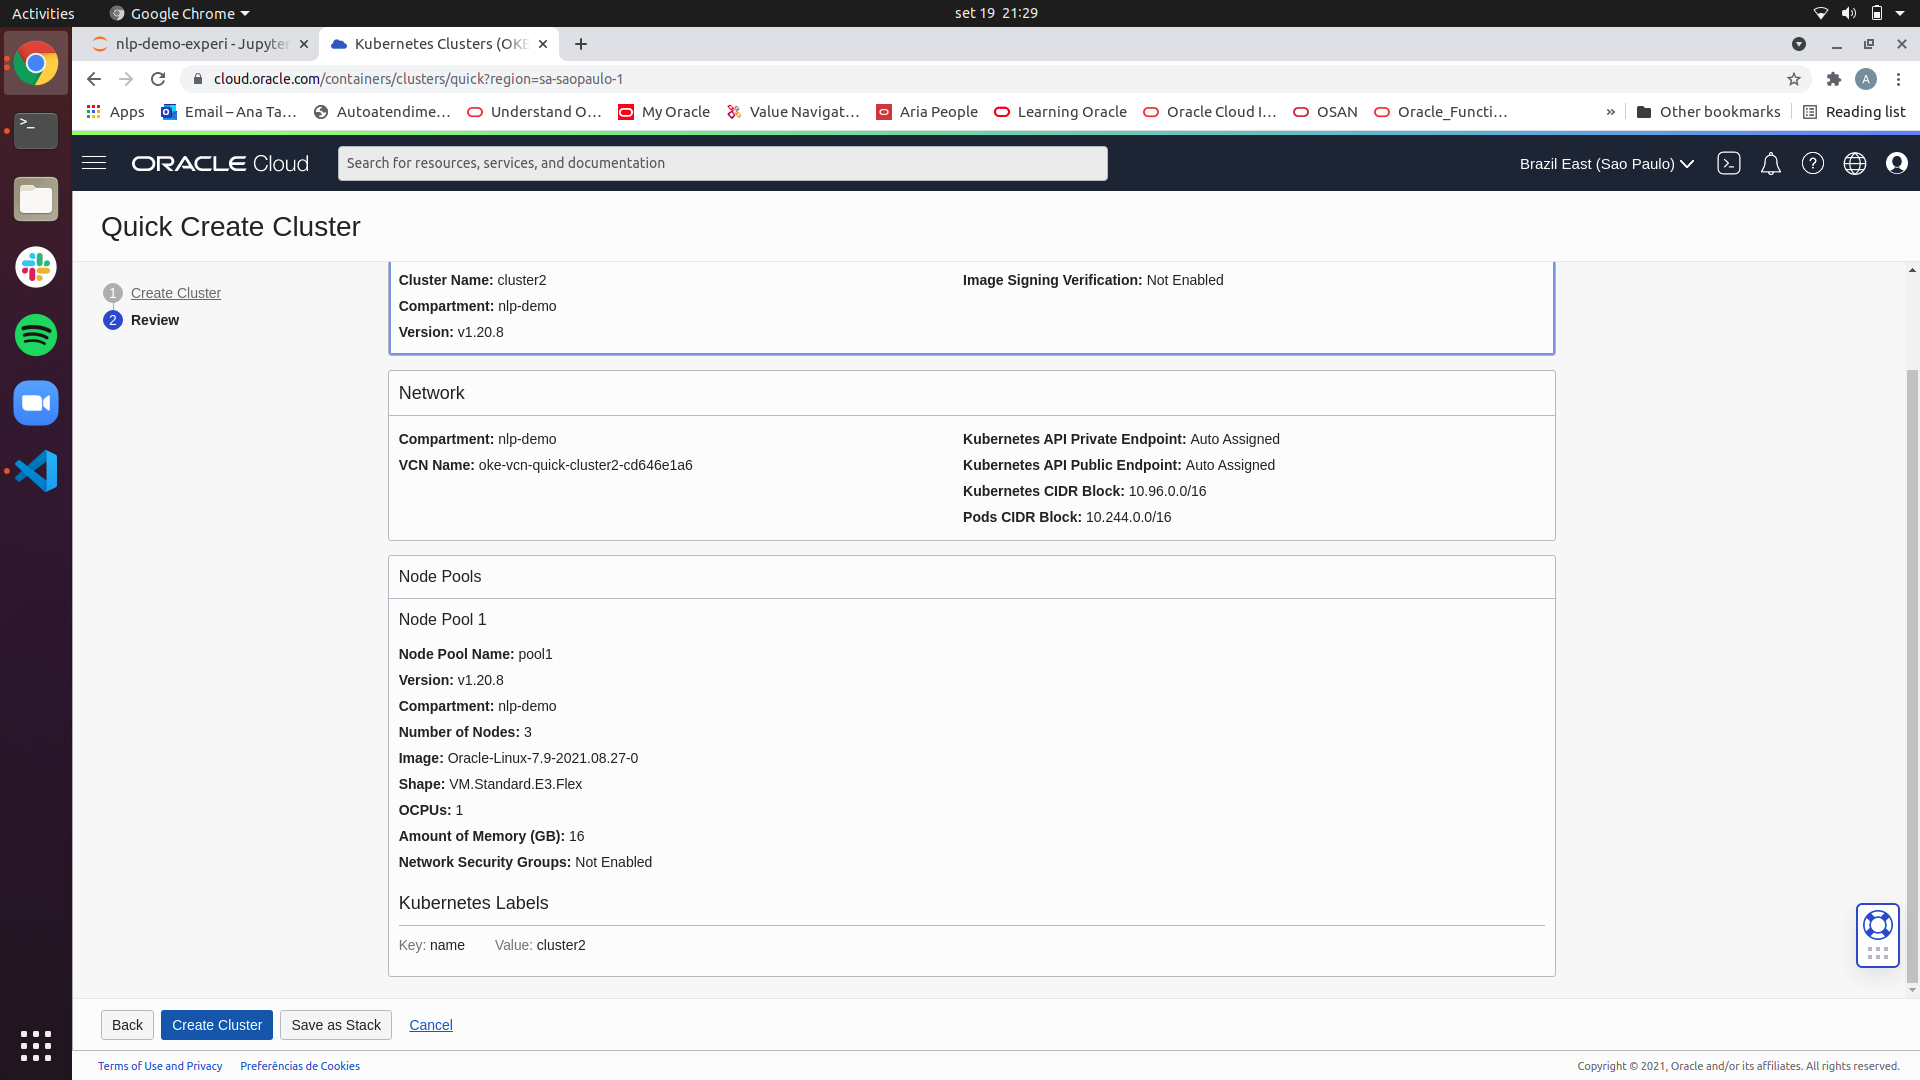 Activities
Google Chrome
set 19 21:29
nlp-demo-experi - Jupyter
Kubernetes Clusters (OKE
cloud.oracle.com/containers/clusters/quick?region=sa-saopaulo-1
A
Apps
Email – Ana Ta…
Autoatendime…
Understand O…
My Oracle
Value Navigat…
Aria People
Learning Oracle
Oracle Cloud I…
OSAN
Oracle_Functi…
»
Other bookmarks
Reading list
ORACLE Cloud
Search for resources, services, and documentation
Brazil East (Sao Paulo)
Quick Create Cluster
1 Create Cluster
2 Review
Cluster Name: cluster2
Compartment: nlp-demo
Version: v1.20.8
Image Signing Verification: Not Enabled
Network
Compartment: nlp-demo
VCN Name: oke-vcn-quick-cluster2-cd646e1a6
Kubernetes API Private Endpoint: Auto Assigned
Kubernetes API Public Endpoint: Auto Assigned
Kubernetes CIDR Block: 10.96.0.0/16
Pods CIDR Block: 10.244.0.0/16
Node Pools
Node Pool 1
Node Pool Name: pool1
Version: v1.20.8
Compartment: nlp-demo
Number of Nodes: 3
Image: Oracle-Linux-7.9-2021.08.27-0
Shape: VM.Standard.E3.Flex
OCPUs: 1
Amount of Memory (GB): 16
Network Security Groups: Not Enabled
Kubernetes Labels
Key: name Value: cluster2
Back
Create Cluster
Save as Stack
Cancel
Terms of Use and Privacy
Preferências de Cookies
Copyright © 2021, Oracle and/or its affiliates. All rights reserved.